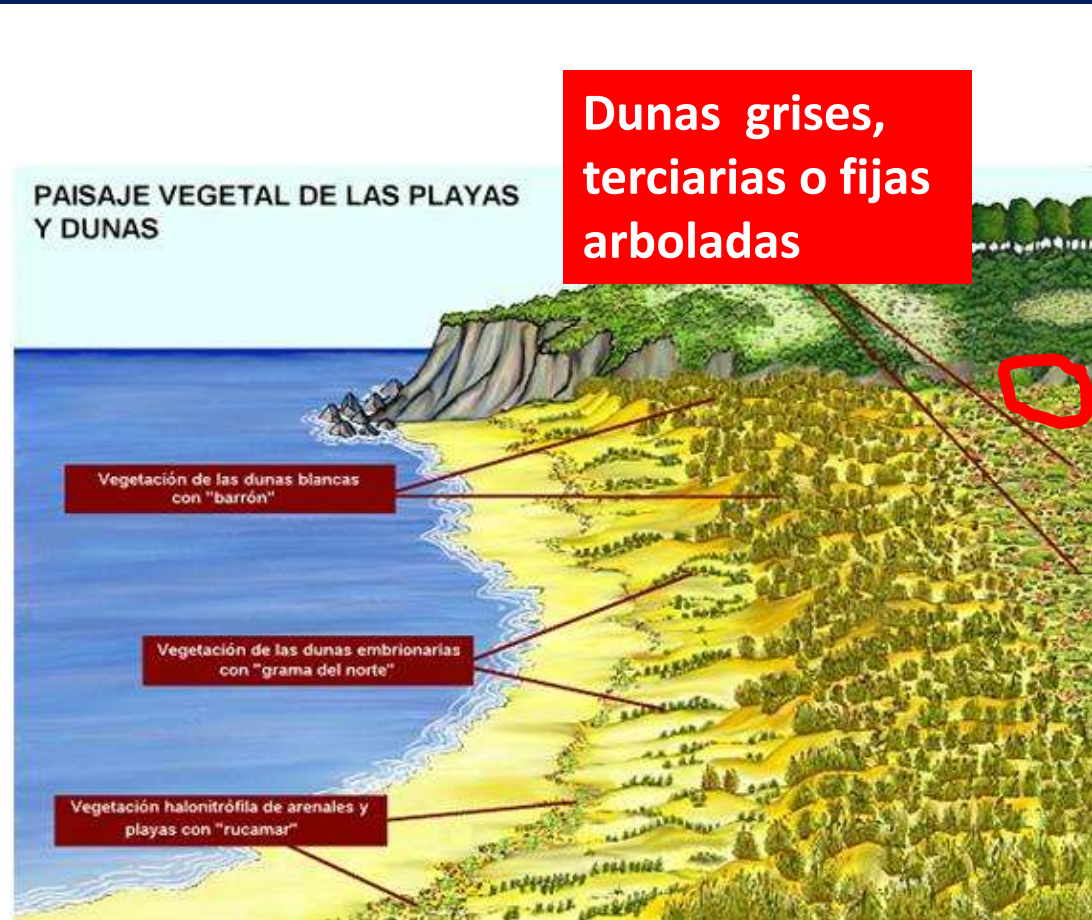 Dunas grises,
terciarias o fijas
arboladas
PAISAJE VEGETAL DE LAS PLAYAS
Y DUNAS
Vegetación de las dunas blancas
con "barrón"
Vegetación de las dunas embrionarias
con "grama del norte"
Vegetación halonitrófila de arenales y
playas con "rucamar"